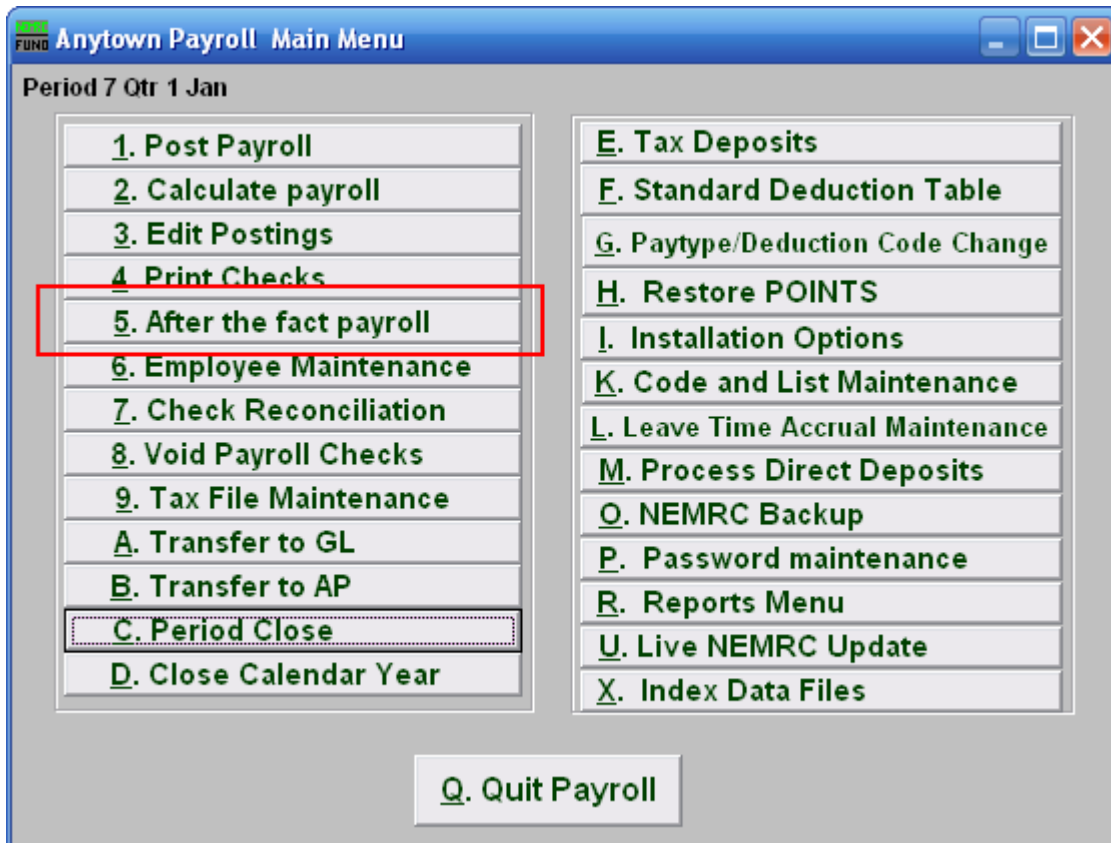 NEMRC
FUND Anytown Payroll Main Menu
Period 7 Qtr 1 Jan
1. Post Payroll
2. Calculate payroll
3. Edit Postings
4. Print Checks
5. After the fact payroll
6. Employee Maintenance
7. Check Reconciliation
8. Void Payroll Checks
9. Tax File Maintenance
A. Transfer to GL
B. Transfer to AP
C. Period Close
D. Close Calendar Year
E. Tax Deposits
F. Standard Deduction Table
G. Paytype/Deduction Code Change
H. Restore POINTS
I. Installation Options
K. Code and List Maintenance
L. Leave Time Accrual Maintenance
M. Process Direct Deposits
O. NEMRC Backup
P. Password maintenance
R. Reports Menu
U. Live NEMRC Update
X. Index Data Files
Q. Quit Payroll